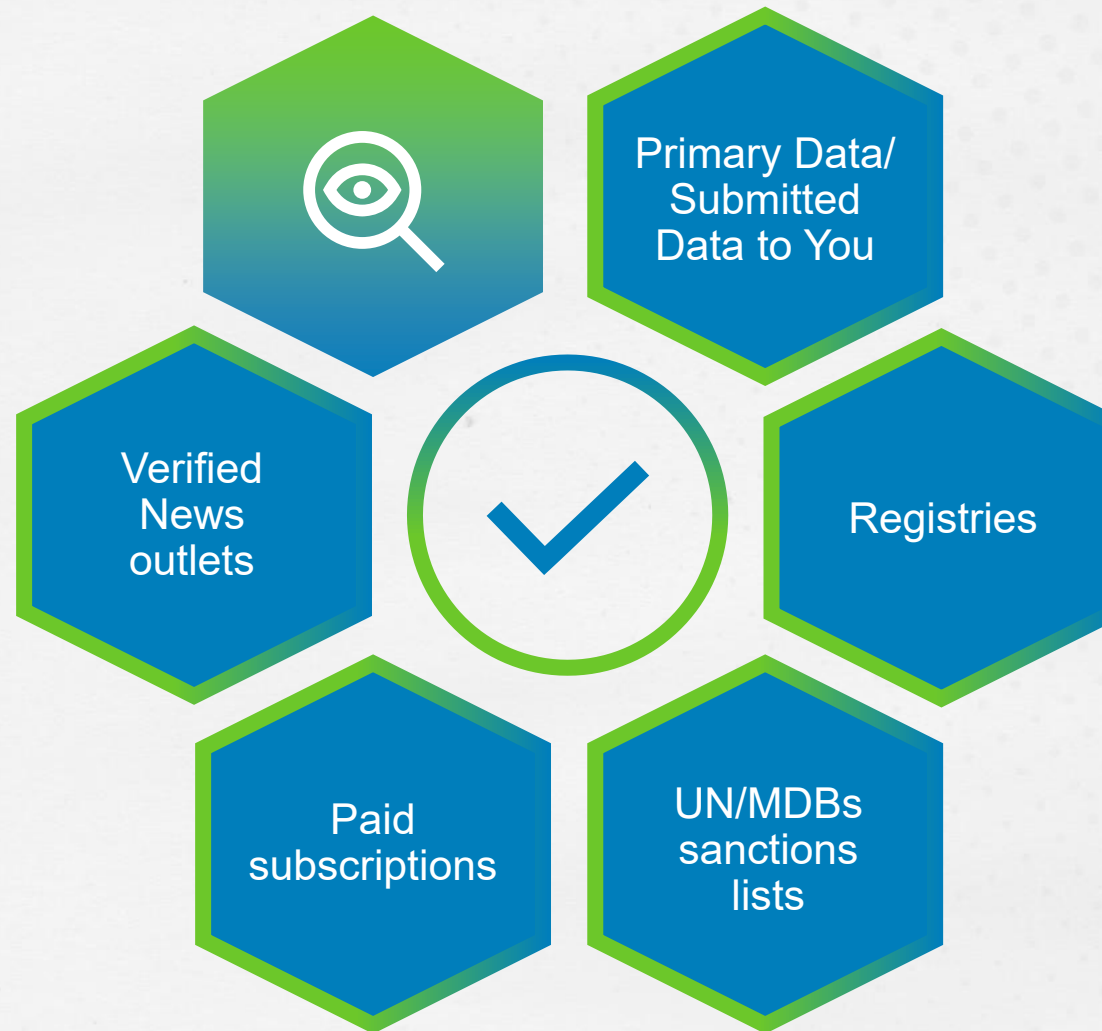 Primary Data/
Submitted
Data to You
Verified
News
outlets
Registries
Paid
subscriptions
UN/MDBs
sanctions
lists